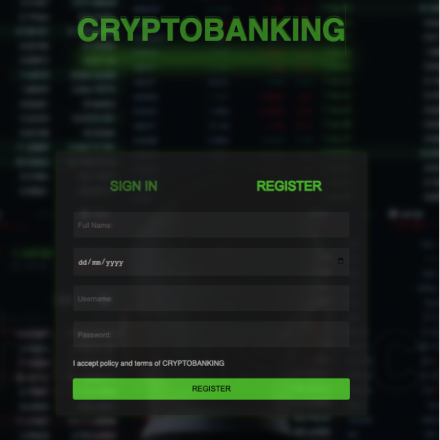 CRYPTOBANKING
SIGN IN REGISTER
Full Name:
dd/mm/yyyy
Username:
Password:
I accept policy and terms of CRYPTOBANKING
REGISTER